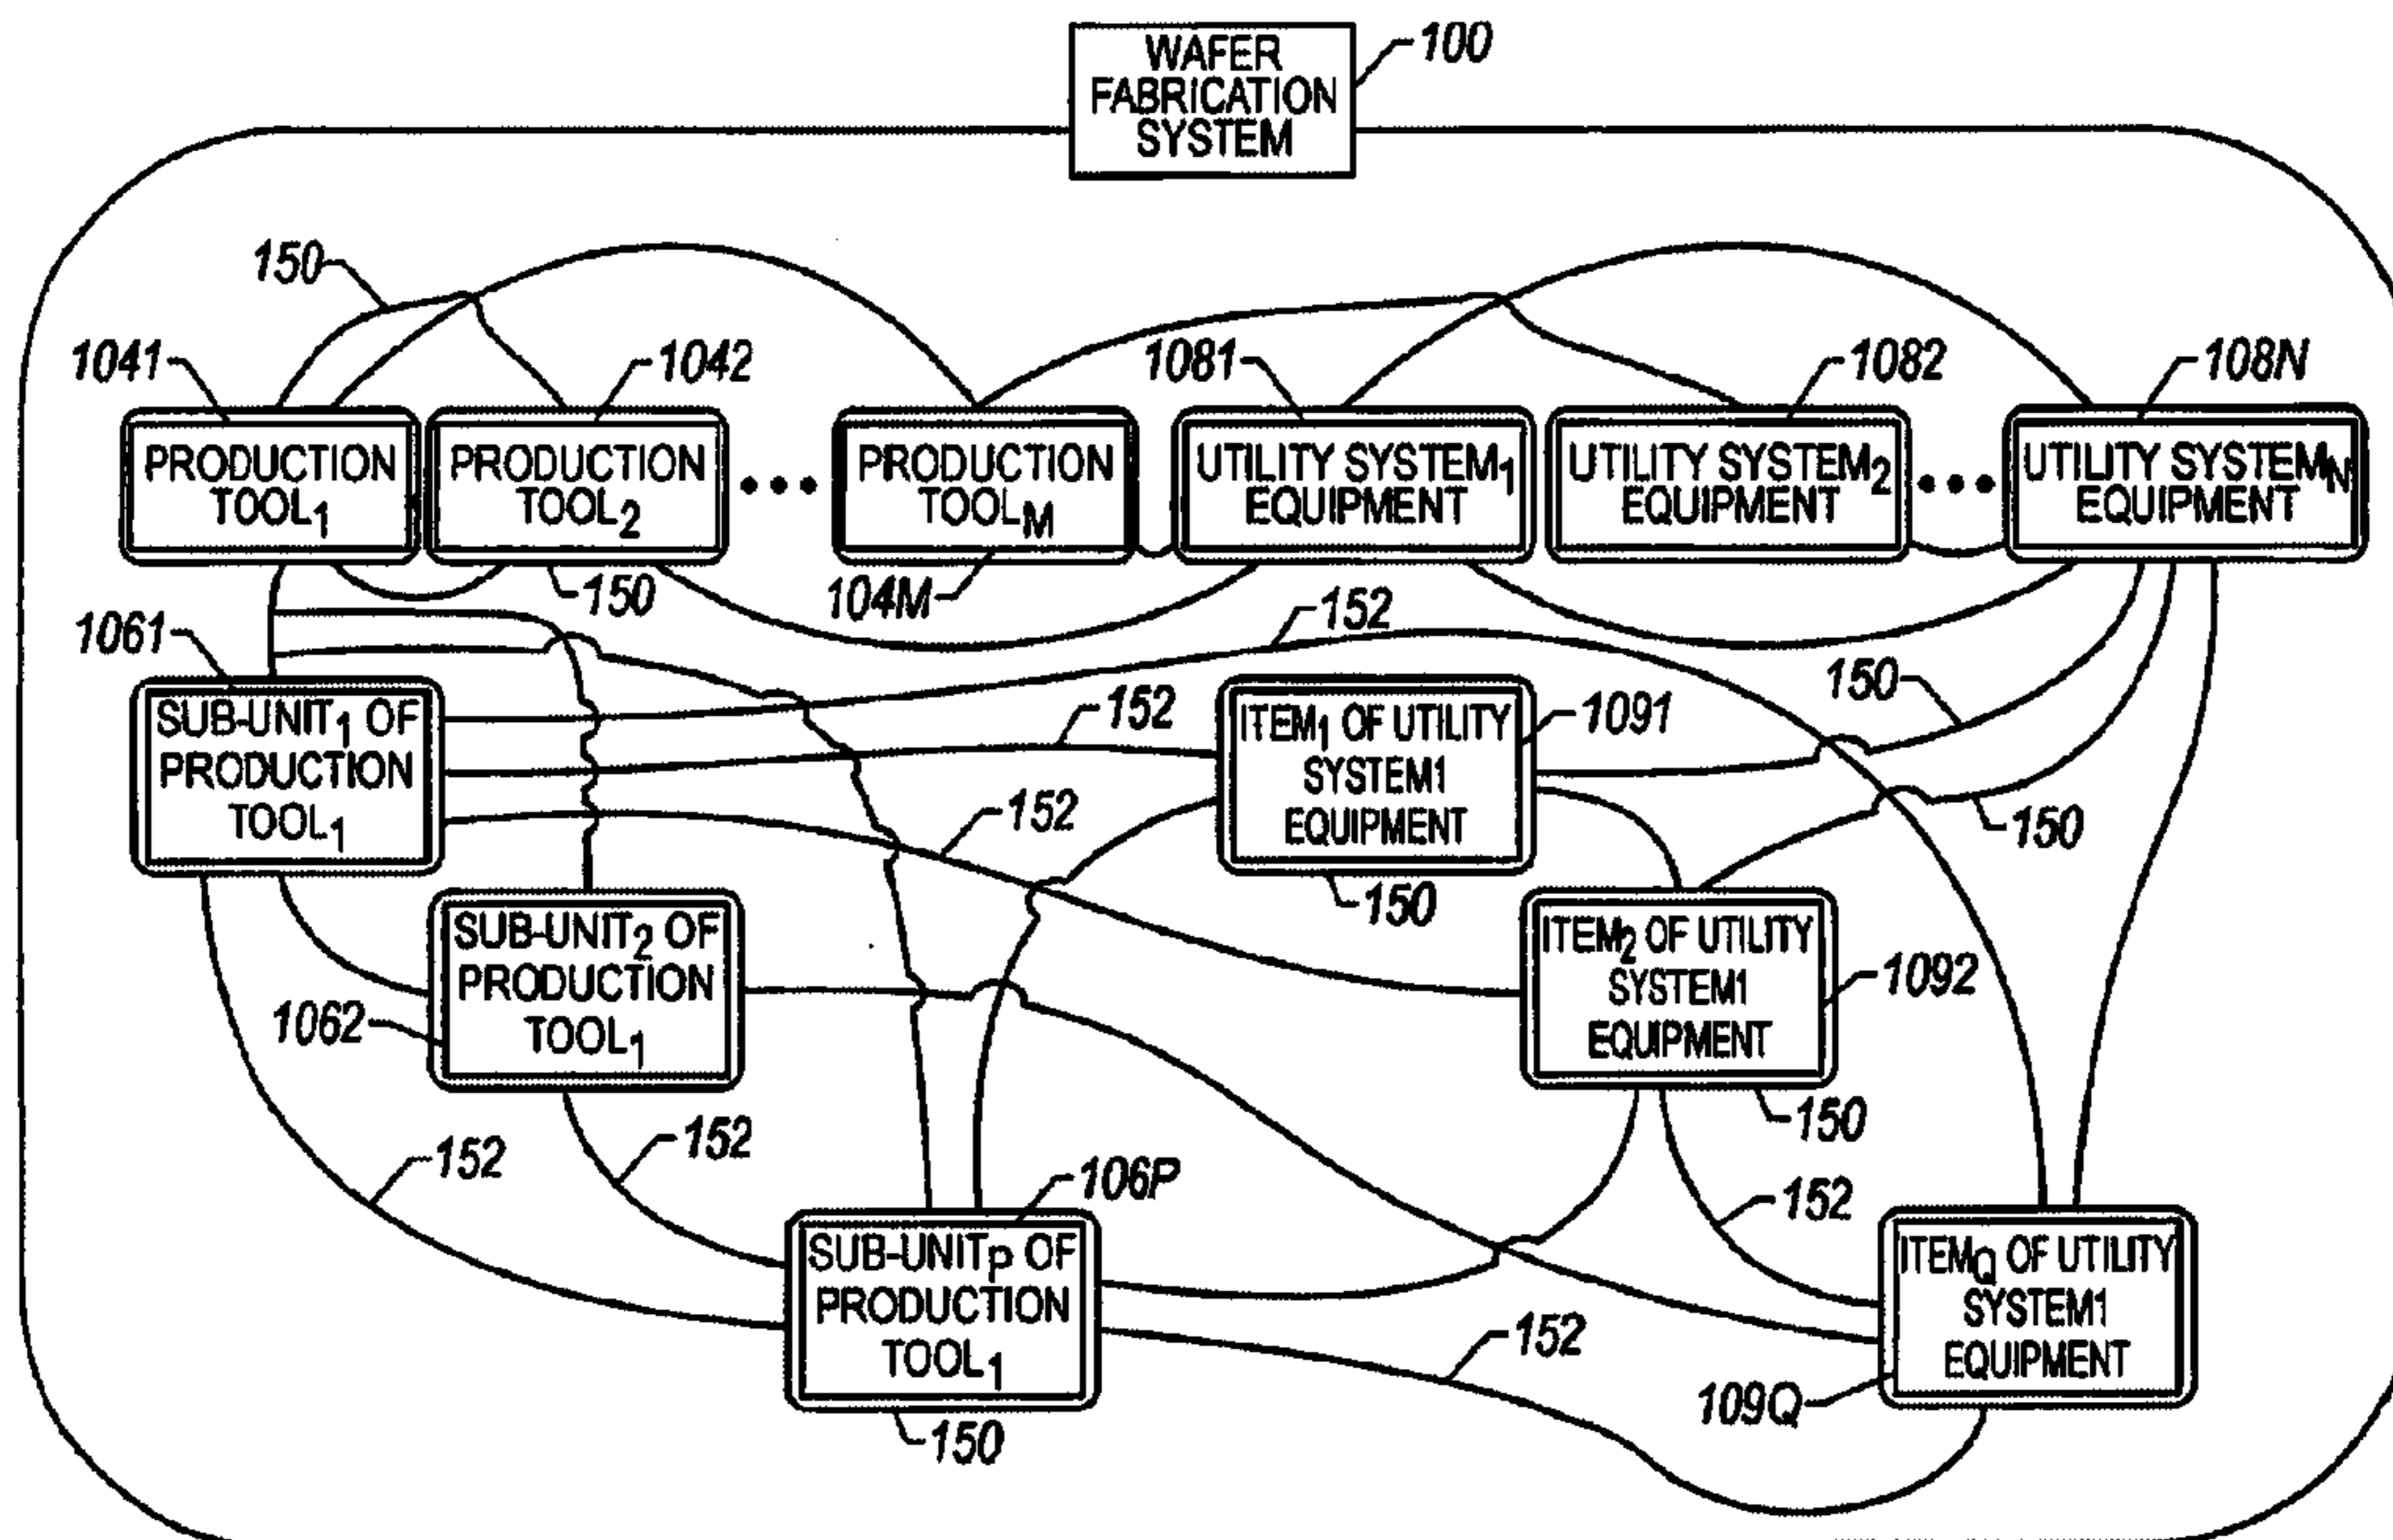 WAFER
FABRICATION
SYSTEM
100
150
1041
1042
1081
1082
108N
PRODUCTION
TOOL1
PRODUCTION
TOOL2
•••
PRODUCTION
TOOLM
UTILITY SYSTEM1
EQUIPMENT
UTILITY SYSTEM2
EQUIPMENT
•••
UTILITY SYSTEMN
EQUIPMENT
150
104M
152
1061
150
SUB-UNIT1 OF
PRODUCTION
TOOL1
152
ITEM1 OF UTILITY
SYSTEM1
EQUIPMENT
1091
152
150
150
SUB-UNIT2 OF
PRODUCTION
TOOL1
1062
ITEM2 OF UTILITY
SYSTEM1
EQUIPMENT
1092
150
152
152
106P
152
SUB-UNITP OF
PRODUCTION
TOOL1
ITEMQ OF UTILITY
SYSTEM1
EQUIPMENT
152
109Q
150